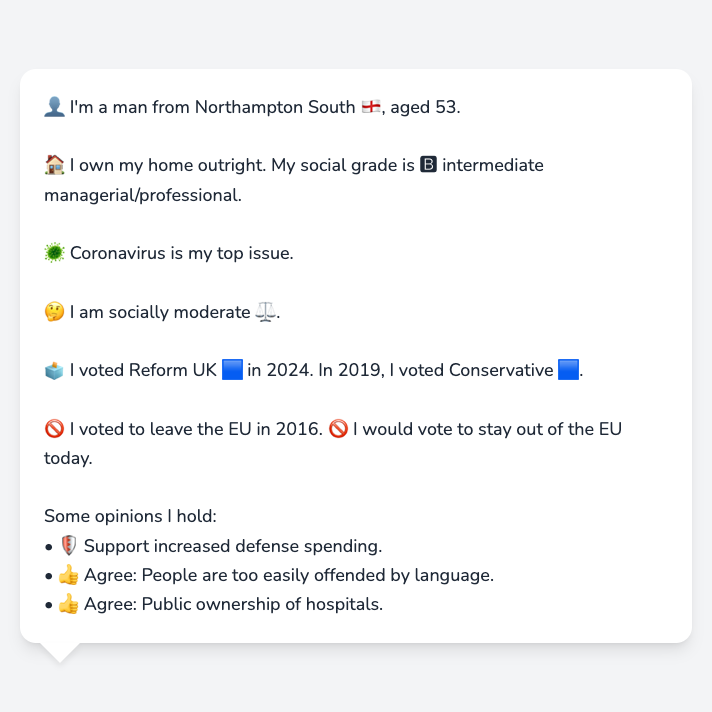 👤 I'm a man from Northampton South 🏴󠁧󠁢󠁥󠁮󠁧󠁿, aged 53.
🏠 I own my home outright. My social grade is 🅱 intermediate
managerial/professional.
🦠 Coronavirus is my top issue.
🤔 I am socially moderate ⚖️.
🗳️ I voted Reform UK 🟦 in 2024. In 2019, I voted Conservative 🟦.
🚫 I voted to leave the EU in 2016. 🚫 I would vote to stay out of the EU
today.
Some opinions I hold:
• 🛡️ Support increased defense spending.
• 👍 Agree: People are too easily offended by language.
• 👍 Agree: Public ownership of hospitals.